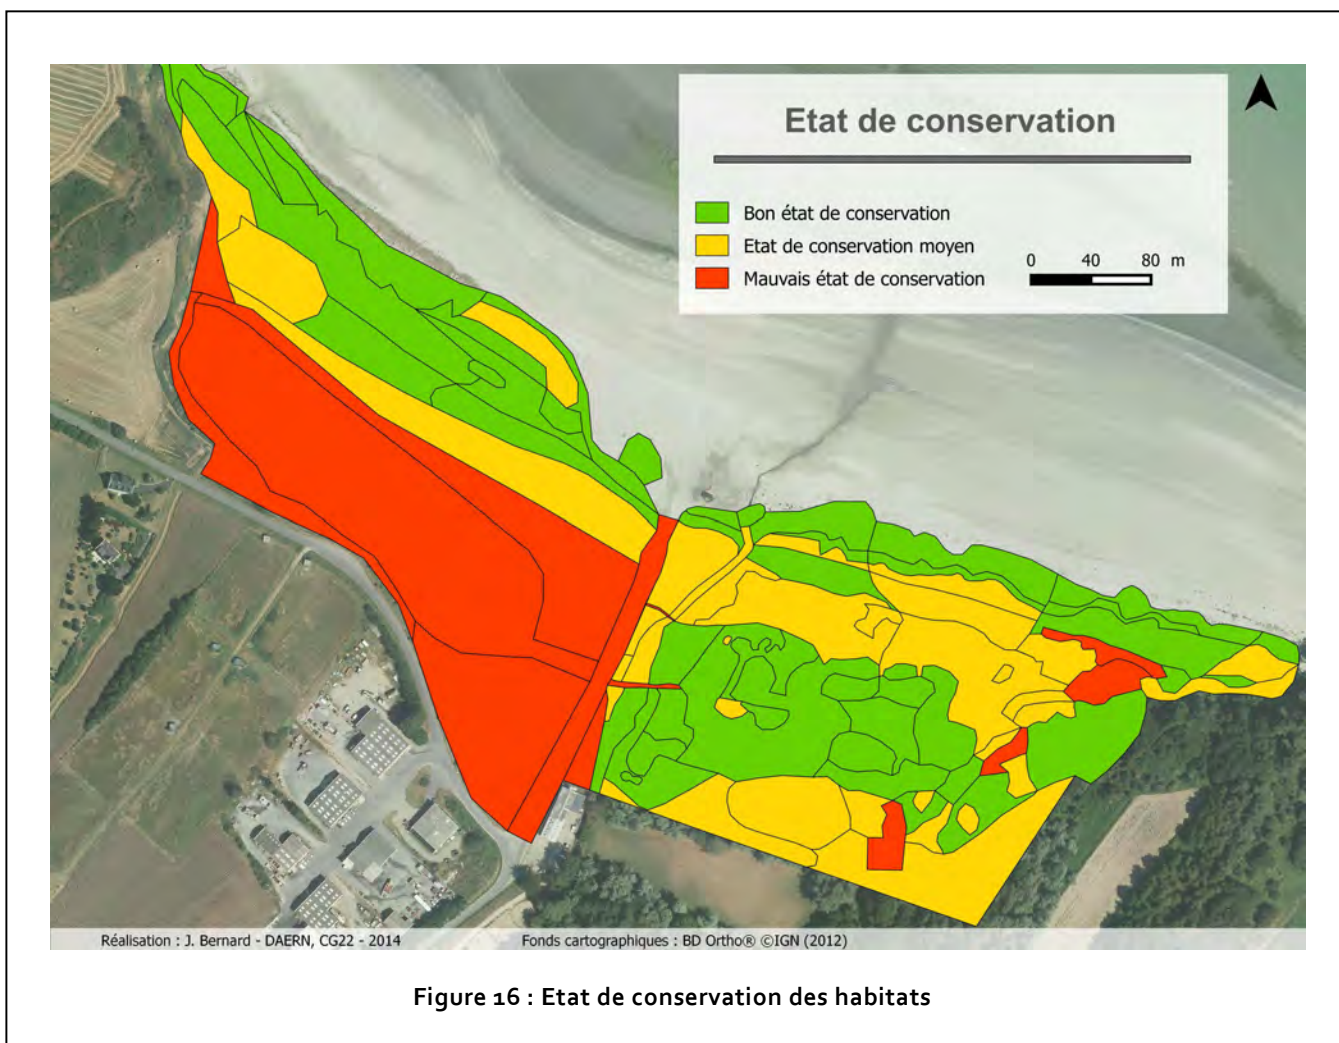 Etat de conservation
Bon état de conservation
Etat de conservation moyen
Mauvais état de conservation
0 40 80 m
Réalisation : J. Bernard - DAERN, CG22 - 2014
Fonds cartographiques : BD Ortho® ©IGN (2012)
Figure 16 : Etat de conservation des habitats